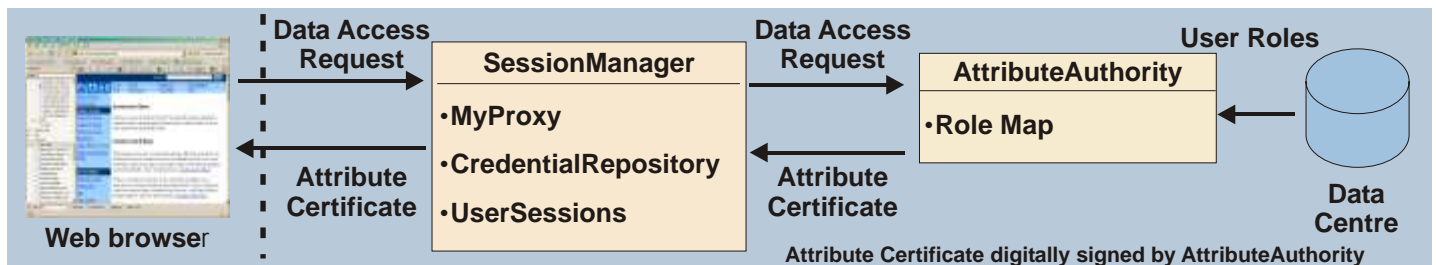 Data Access
Request
Attribute
Certificate
Web browser
SessionManager
•MyProxy
•CredentialRepository
•UserSessions
Data Access
Request
Attribute
Certificate
AttributeAuthority
•Role Map
User Roles
Data
Centre
Attribute Certificate digitally signed by AttributeAuthority